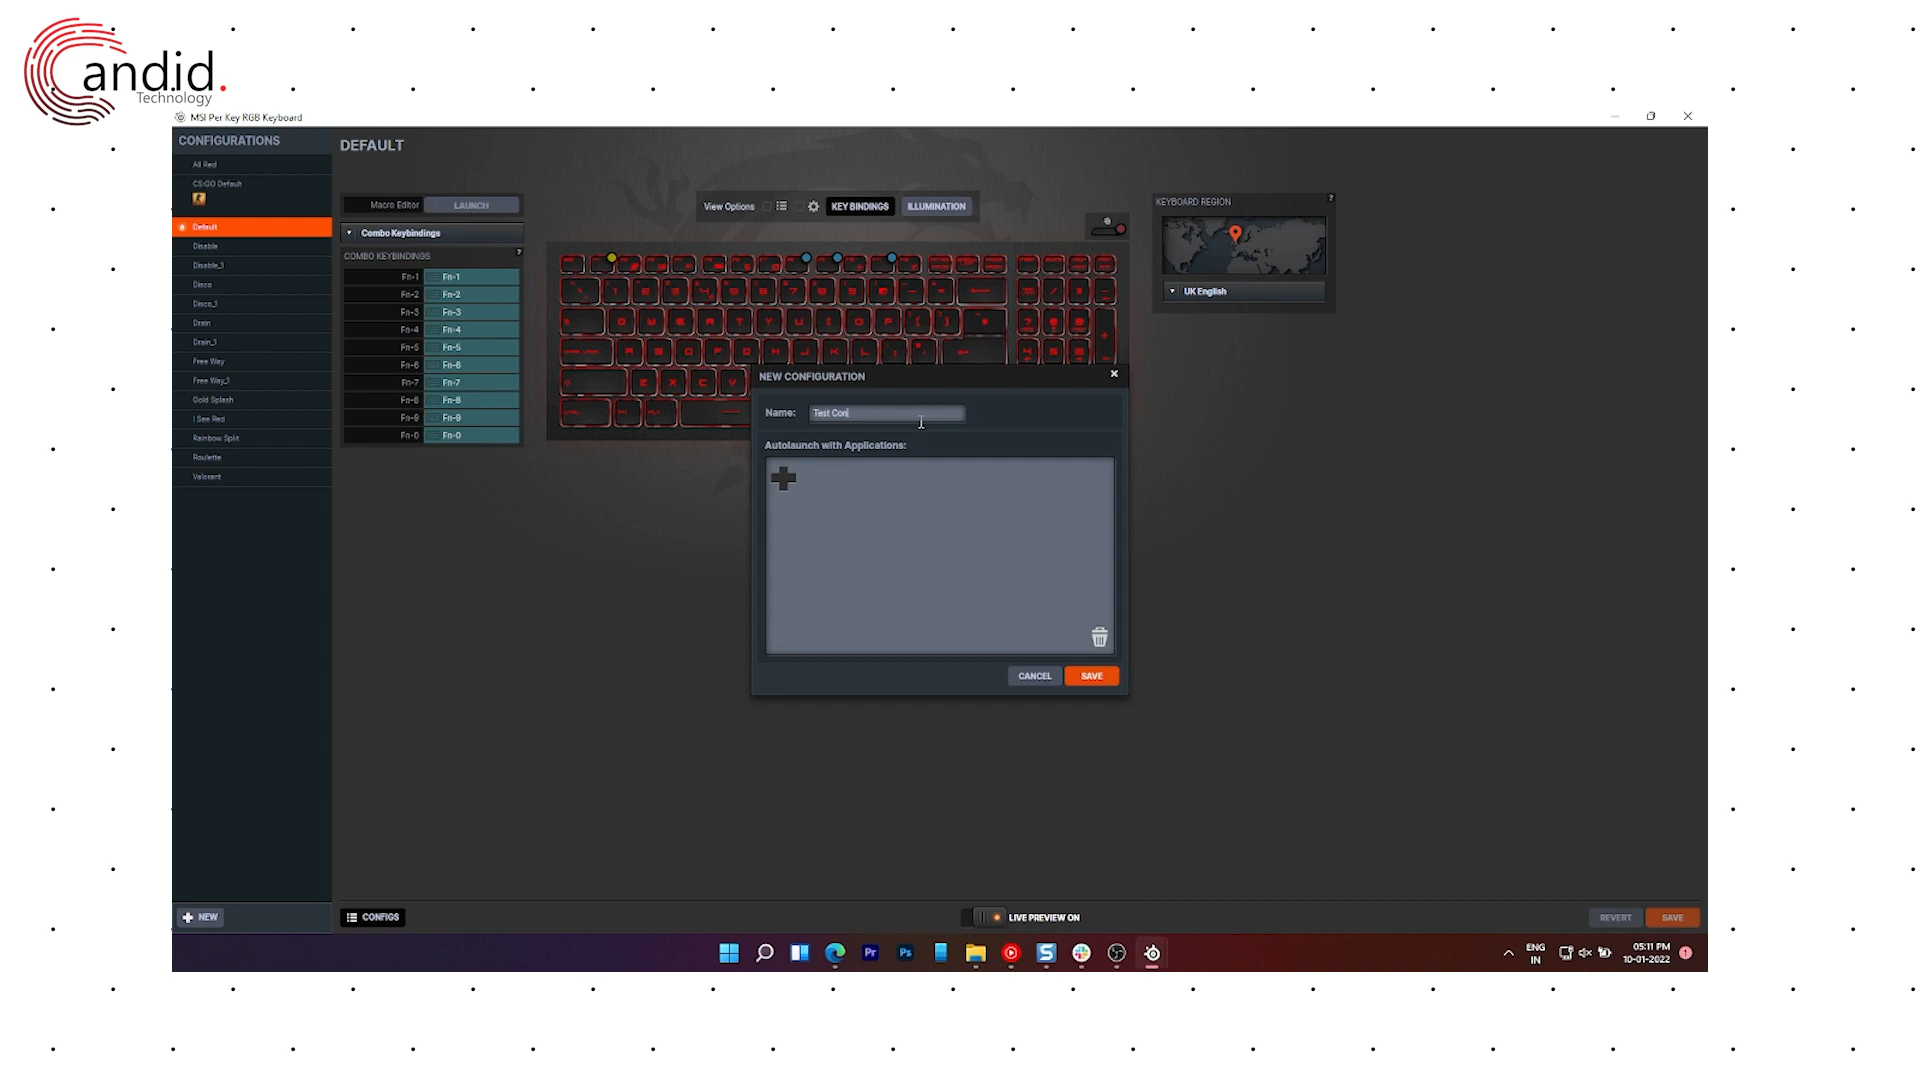 andid.
Technology
MSI Per Key RGB Keyboard
CONFIGURATIONS
All Red
CS:GO Default
Default
Disable
Disable_1
Disco
Disco_1
Drain
Drain_1
Free Way
Free Way_1
Gold Splash
I See Red
Rainbow Split
Roulette
Valorant
NEW
DEFAULT
Macro Editor LAUNCH
Combo Keybindings
COMBO KEYBINDINGS ?
Fn-1 Fn-1
Fn-2 Fn-2
Fn-3 Fn-3
Fn-4 Fn-4
Fn-5 Fn-5
Fn-6 Fn-6
Fn-7 Fn-7
Fn-8 Fn-8
Fn-9 Fn-9
Fn-0 Fn-0
View Options KEY BINDINGS ILLUMINATION
KEYBOARD REGION ?
UK English
NEW CONFIGURATION
Name: Test Con
Autolaunch with Applications:
CANCEL SAVE
CONFIGS
LIVE PREVIEW ON
REVERT SAVE
Pr Ps S
ENG
IN
05:11 PM
10-01-2022
1